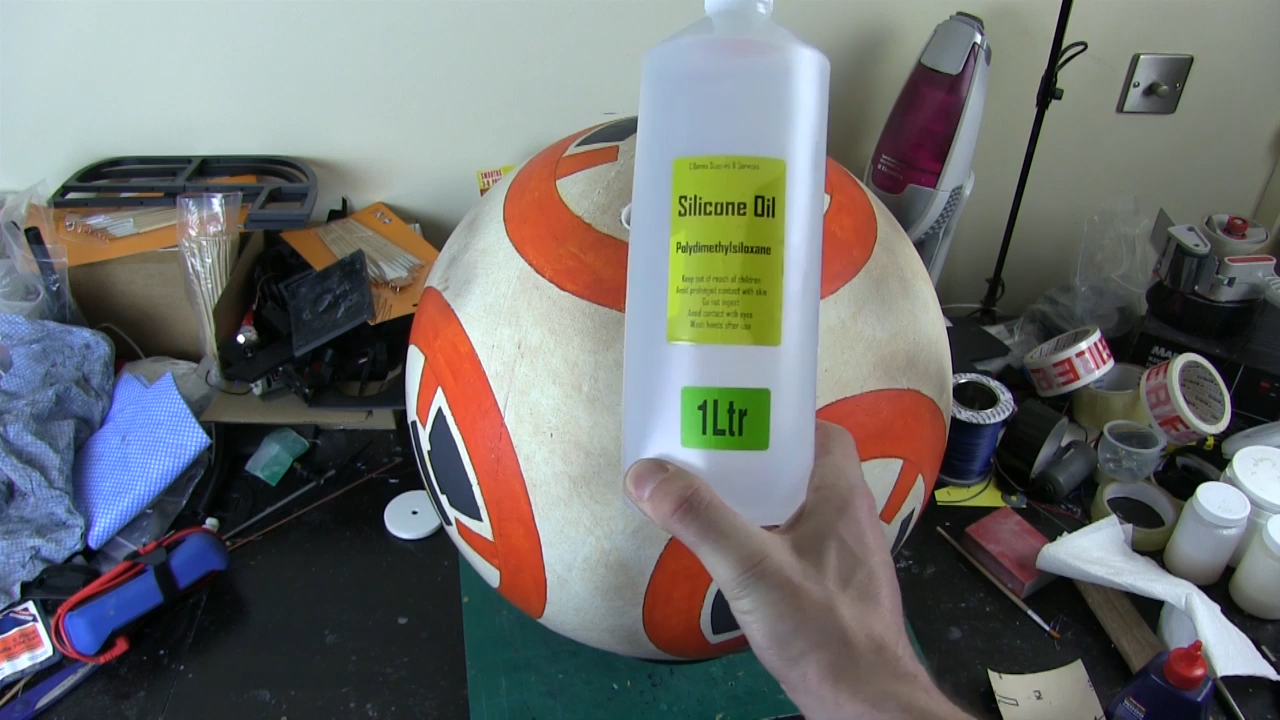 Silicone Oil
Polydimethylsiloxane
Keep out of reach of children
Avoid prolonged contact with skin
Do not ingest
Avoid contact with eyes
Wash hands after use
1Ltr